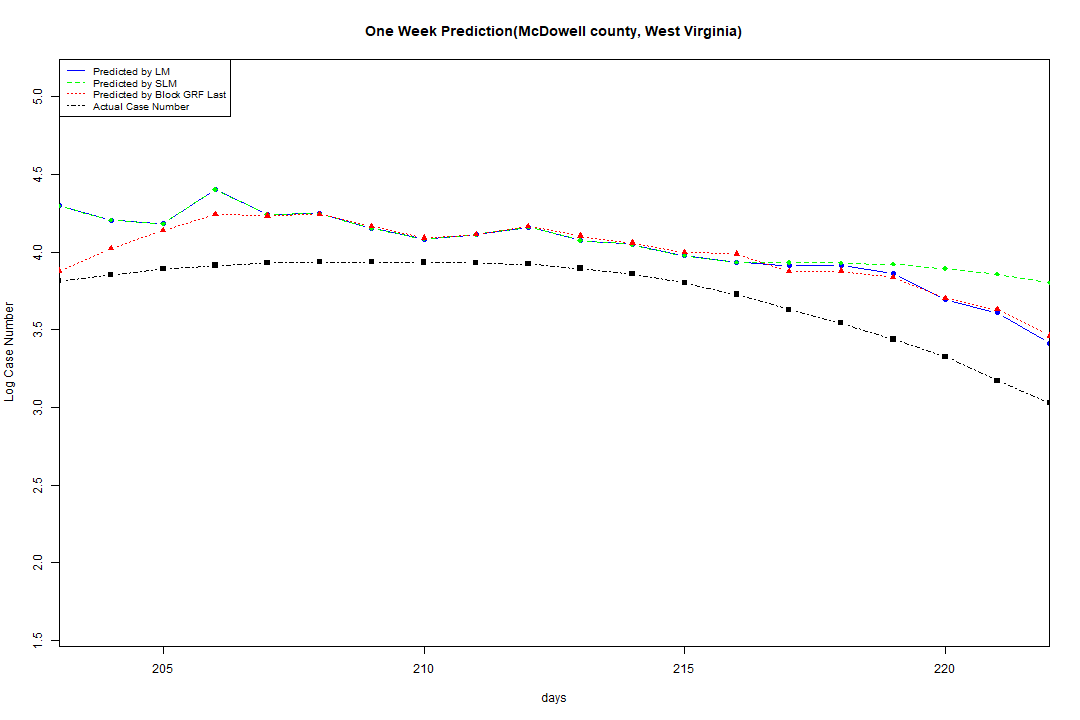 One Week Prediction(McDowell county, West Virginia)
Predicted by LM
Predicted by SLM
Predicted by Block GRF Last
Actual Case Number
5.0
4.5
4.0
3.5
3.0
2.5
2.0
1.5
Log Case Number
205 210 215 220
days